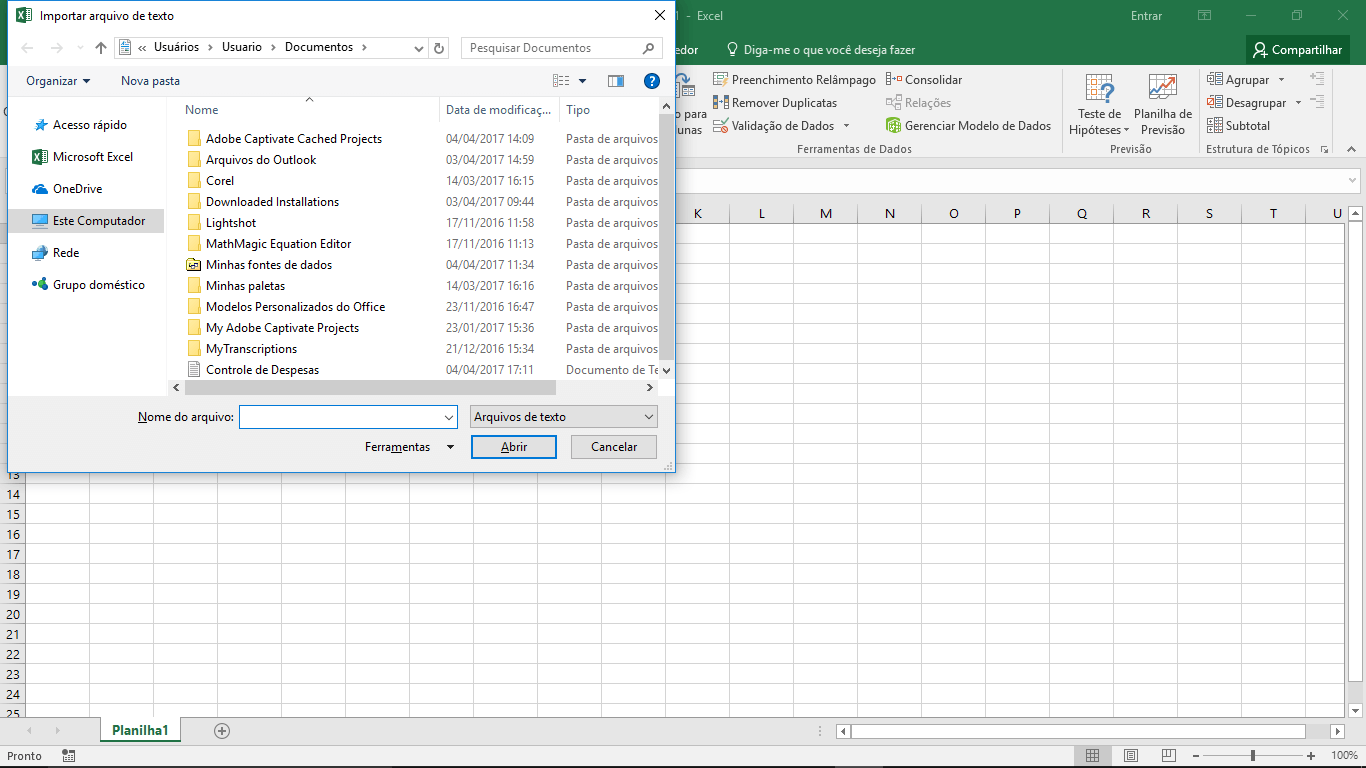 Importar arquivo de texto
1 - Excel
Entrar
« Usuários > Usuario > Documentos >
Pesquisar Documentos
edor
Diga-me o que você deseja fazer
Compartilhar
Organizar
Nova pasta
Preenchimento Relâmpago
Remover Duplicatas
Validação de Dados
Consolidar
Relações
Gerenciar Modelo de Dados
o para
unas
Ferramentas de Dados
Teste de
Hipóteses
Planilha de
Previsão
Previsão
Agrupar
Desagrupar
Subtotal
Estrutura de Tópicos
Acesso rápido
Microsoft Excel
OneDrive
Este Computador
Rede
Grupo doméstico
Nome Data de modificaç... Tipo
Adobe Captivate Cached Projects 04/04/2017 14:09 Pasta de arquivos
Arquivos do Outlook 03/04/2017 14:59 Pasta de arquivos
Corel 14/03/2017 16:15 Pasta de arquivos
Downloaded Installations 03/04/2017 09:44 Pasta de arquivos
Lightshot 17/11/2016 11:58 Pasta de arquivos
MathMagic Equation Editor 17/11/2016 11:13 Pasta de arquivos
Minhas fontes de dados 04/04/2017 11:34 Pasta de arquivos
Minhas paletas 14/03/2017 16:16 Pasta de arquivos
Modelos Personalizados do Office 23/11/2016 16:47 Pasta de arquivos
My Adobe Captivate Projects 23/01/2017 15:36 Pasta de arquivos
MyTranscriptions 21/12/2016 15:34 Pasta de arquivos
Controle de Despesas 04/04/2017 17:11 Documento de Te
Nome do arquivo:
Arquivos de texto
Ferramentas
Abrir
Cancelar
K L M N O P Q R S T U
13
14
15
16
17
18
19
20
21
22
23
24
25
Planilha1
Pronto
100%